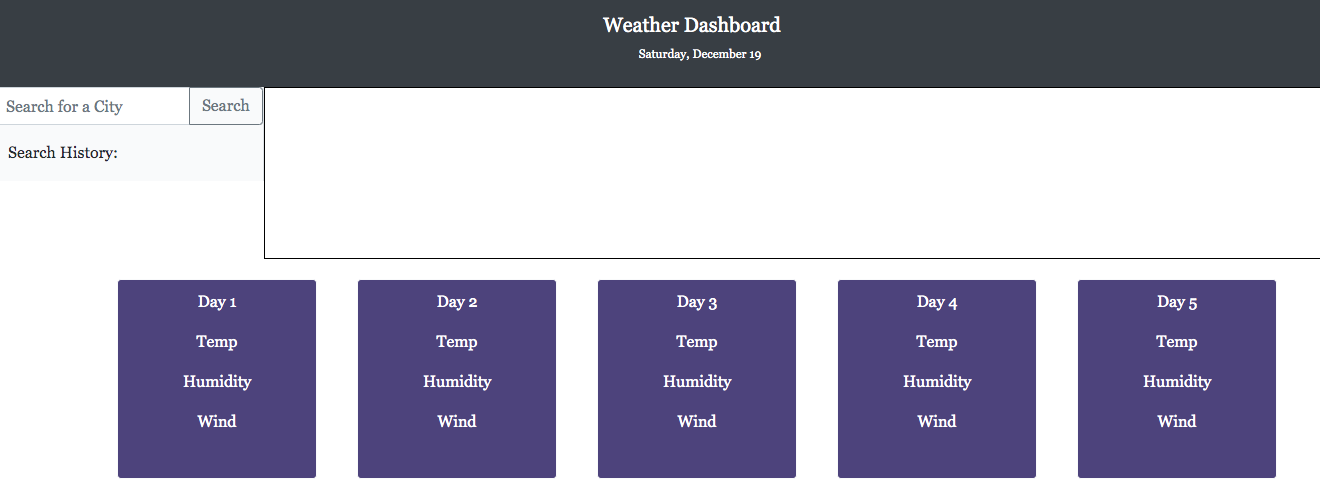 Weather Dashboard
Saturday, December 19
Search for a City
Search
Search History:
Day 1
Temp
Humidity
Wind
Day 2
Temp
Humidity
Wind
Day 3
Temp
Humidity
Wind
Day 4
Temp
Humidity
Wind
Day 5
Temp
Humidity
Wind